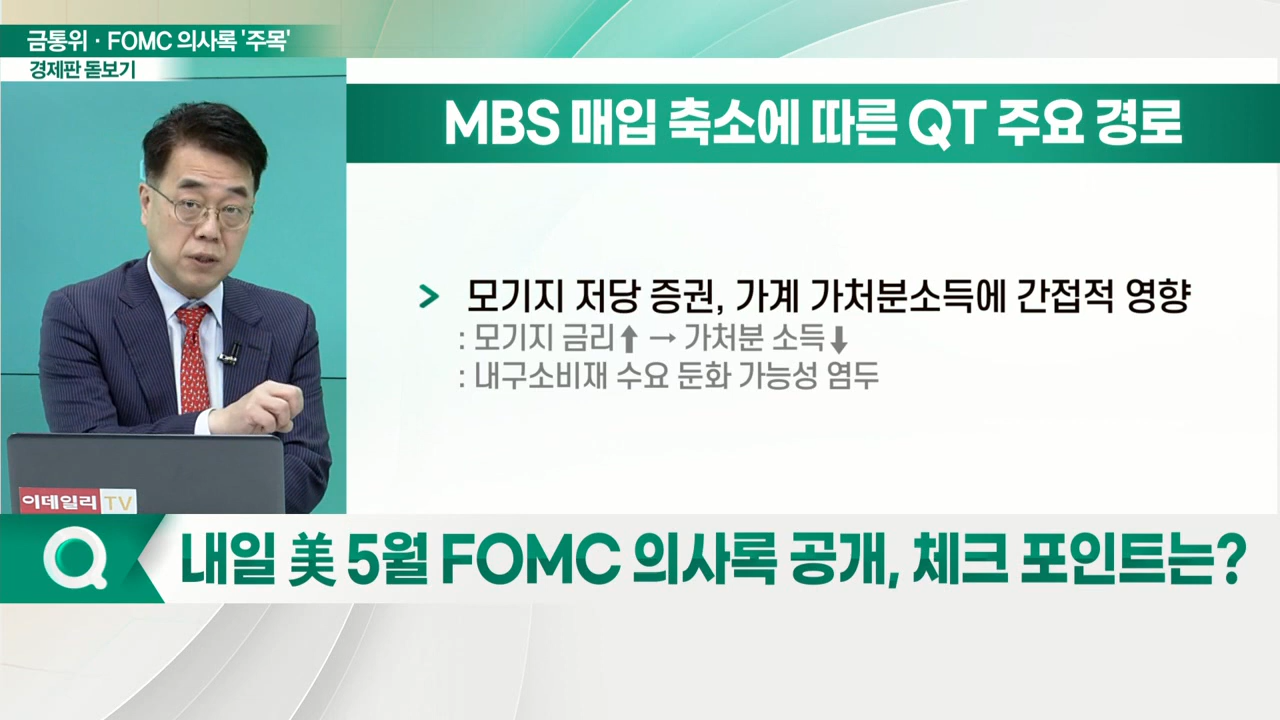 금통위·FOMC 의사록 '주목'
경제판 돋보기
MBS 매입 축소에 따른 QT 주요 경로
> 모기지 저당 증권, 가계 가처분소득에 간접적 영향
: 모기지 금리⬆ → 가처분 소득⬇
: 내구소비재 수요 둔화 가능성 염두
이데일리 TV
내일 美 5월 FOMC 의사록 공개, 체크 포인트는?